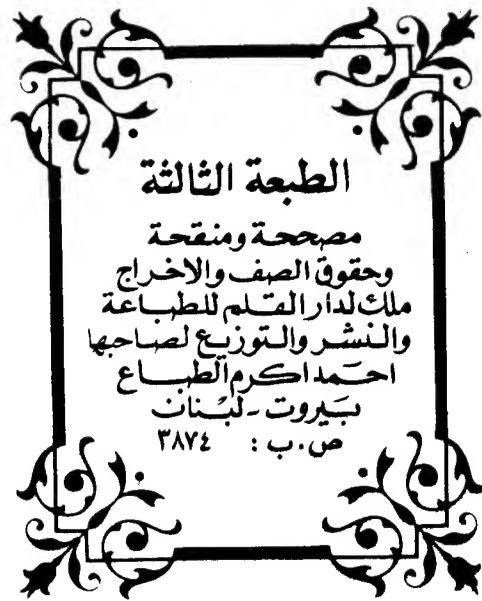 الطبعة الثالثة
مصححة ومنقحة
وحقوق الصف والاخراج
ملك لدار القلم للطباعة
والنشر والتوزيع لصاحبها
احمد اكرم الطباع
بيروت - لبنان
ص.ب : ٣٨٧٤